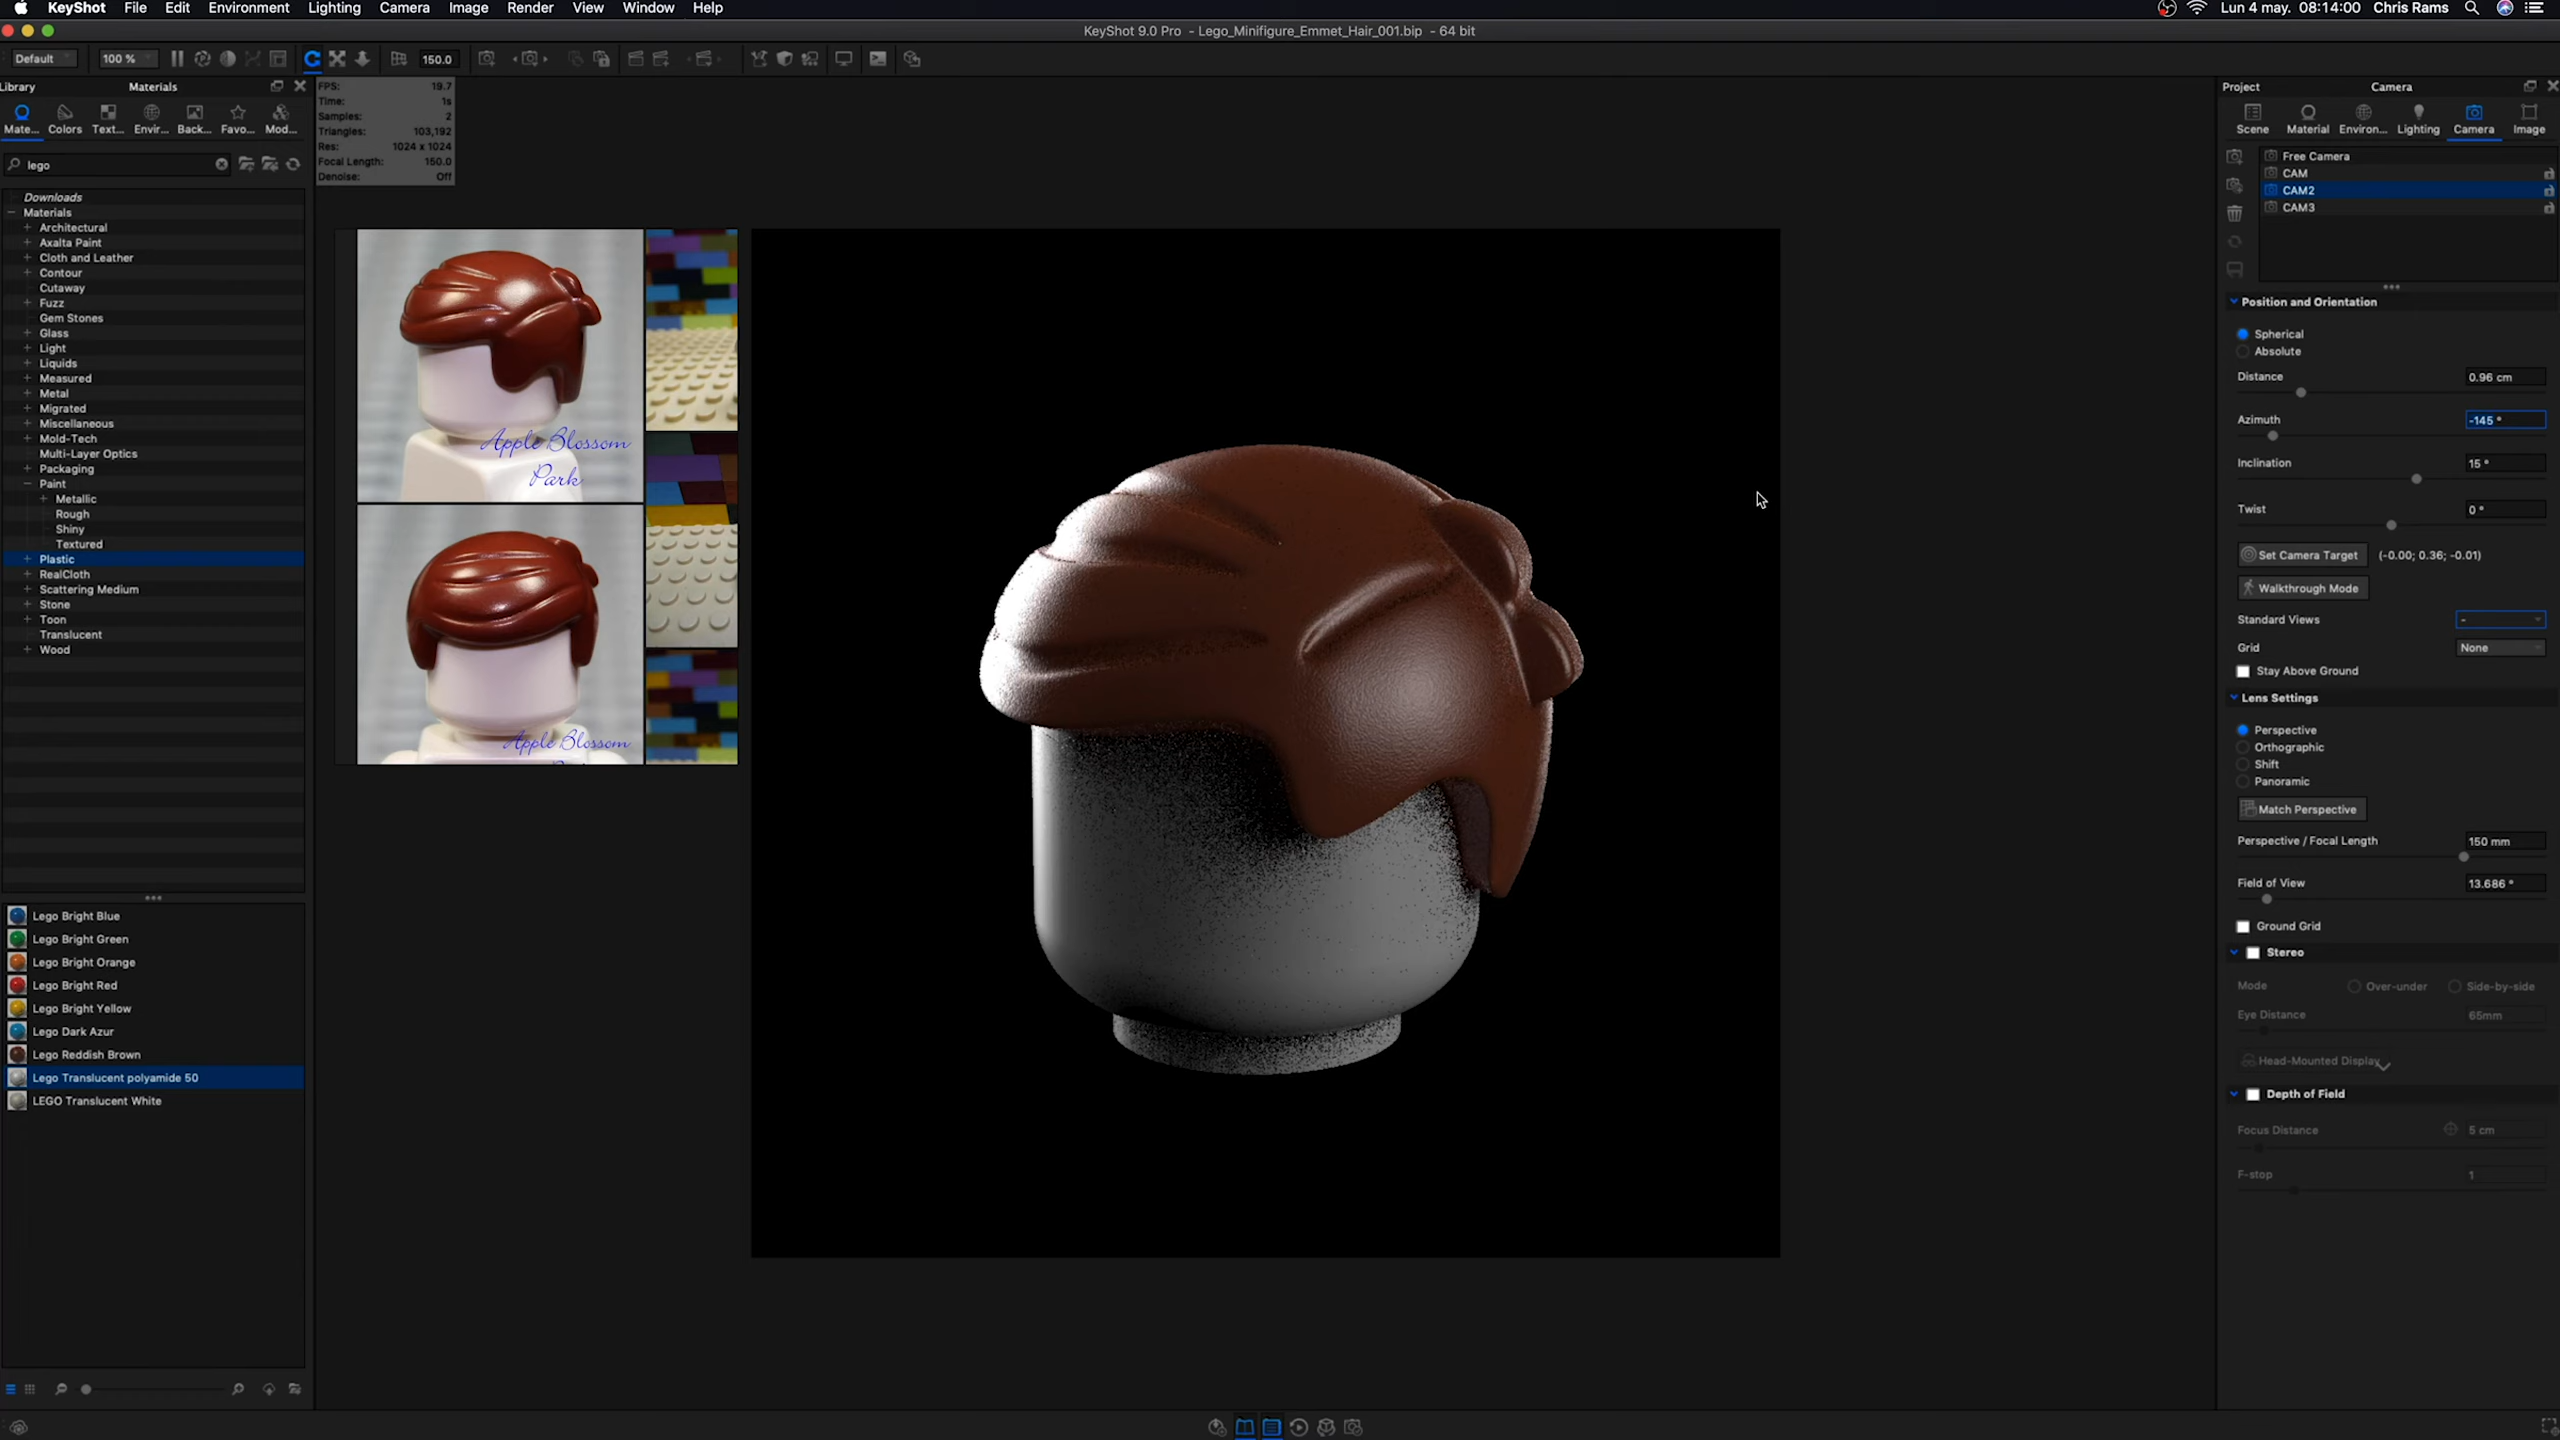 KeyShot File Edit Environment Lighting Camera Image Render View Window Help
Lun 4 may. 08:14:00 Chris Rams
KeyShot 9.0 Pro - Lego_Minifigure_Emmet_Hair_001.bip - 64 bit
Default 100 % 150.0
Library Materials
Mate... Colors Text... Envir... Back... Favo... Mod...
lego
Downloads
Materials
Architectural
Axalta Paint
Cloth and Leather
Contour
Cutaway
Fuzz
Gem Stones
Glass
Light
Liquids
Measured
Metal
Migrated
Miscellaneous
Mold-Tech
Multi-Layer Optics
Packaging
Paint
Metallic
Rough
Shiny
Textured
Plastic
RealCloth
Scattering Medium
Stone
Toon
Translucent
Wood
Lego Bright Blue
Lego Bright Green
Lego Bright Orange
Lego Bright Red
Lego Bright Yellow
Lego Dark Azur
Lego Reddish Brown
Lego Translucent polyamide 50
LEGO Translucent White
FPS: 19.7
Time: 1s
Samples: 2
Triangles: 103,192
Res: 1024 x 1024
Focal Length: 150.0
Denoise: Off
Apple Blossom
Park
Apple Blossom
Project Camera
Scene Material Environ... Lighting Camera Image
Free Camera
CAM
CAM2
CAM3
Position and Orientation
Spherical
Absolute
Distance 0.96 cm
Azimuth -145 °
Inclination 15 °
Twist 0 °
Set Camera Target (-0.00; 0.36; -0.01)
Walkthrough Mode
Standard Views -
Grid None
Stay Above Ground
Lens Settings
Perspective
Orthographic
Shift
Panoramic
Match Perspective
Perspective / Focal Length 150 mm
Field of View 13.686 °
Ground Grid
Stereo
Mode Over-under Side-by-side
Eye Distance 65mm
Head-Mounted Display
Depth of Field
Focus Distance 5 cm
F-stop 1